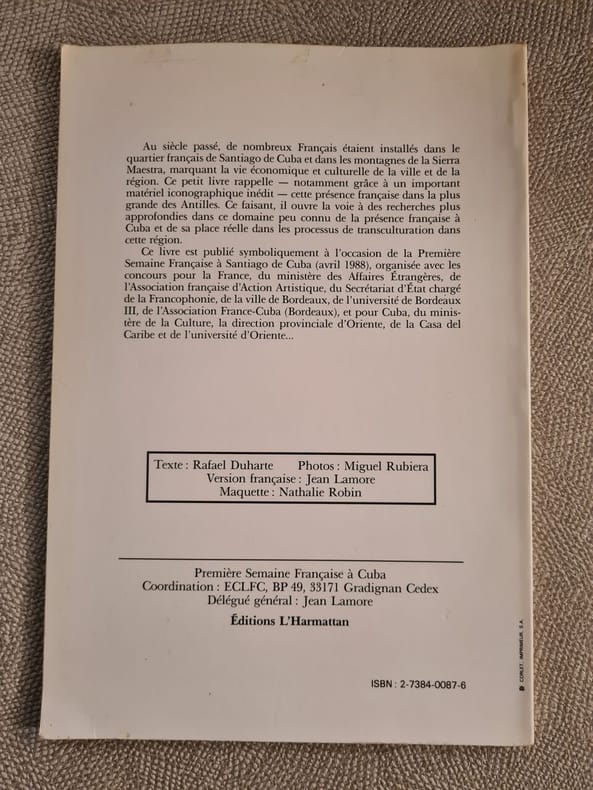 Au siècle passé, de nombreux Français étaient installés dans le
quartier français de Santiago de Cuba et dans les montagnes de la Sierra
Maestra, marquant la vie économique et culturelle de la ville et de la
région. Ce petit livre rappelle — notamment grâce à un important
matériel iconographique inédit — cette présence française dans la plus
grande des Antilles. Ce faisant, il ouvre la voie à des recherches plus
approfondies dans ce domaine peu connu de la présence française à
Cuba et de sa place réelle dans les processus de transculturation dans
cette région.
Ce livre est publié symboliquement à l'occasion de la Première
Semaine Française à Santiago de Cuba (avril 1988), organisée avec les
concours pour la France, du ministère des Affaires Étrangères, de
l'Association française d'Action Artistique, du Secrétariat d'État chargé
de la Francophonie, de la ville de Bordeaux, de l'université de Bordeaux
III, de l'Association France-Cuba (Bordeaux), et pour Cuba, du minis-
tère de la Culture, la direction provinciale d'Oriente, de la Casa del
Caribe et de l'université d'Oriente...
Texte : Rafael Duharte Photos : Miguel Rubiera
Version française : Jean Lamore
Maquette : Nathalie Robin
Première Semaine Française à Cuba
Coordination : ECLFC, BP 49, 33171 Gradignan Cedex
Délégué général : Jean Lamore
Éditions L'Harmattan
ISBN : 2-7384-0087-6
CORLET, IMPRIMEUR, S.A.